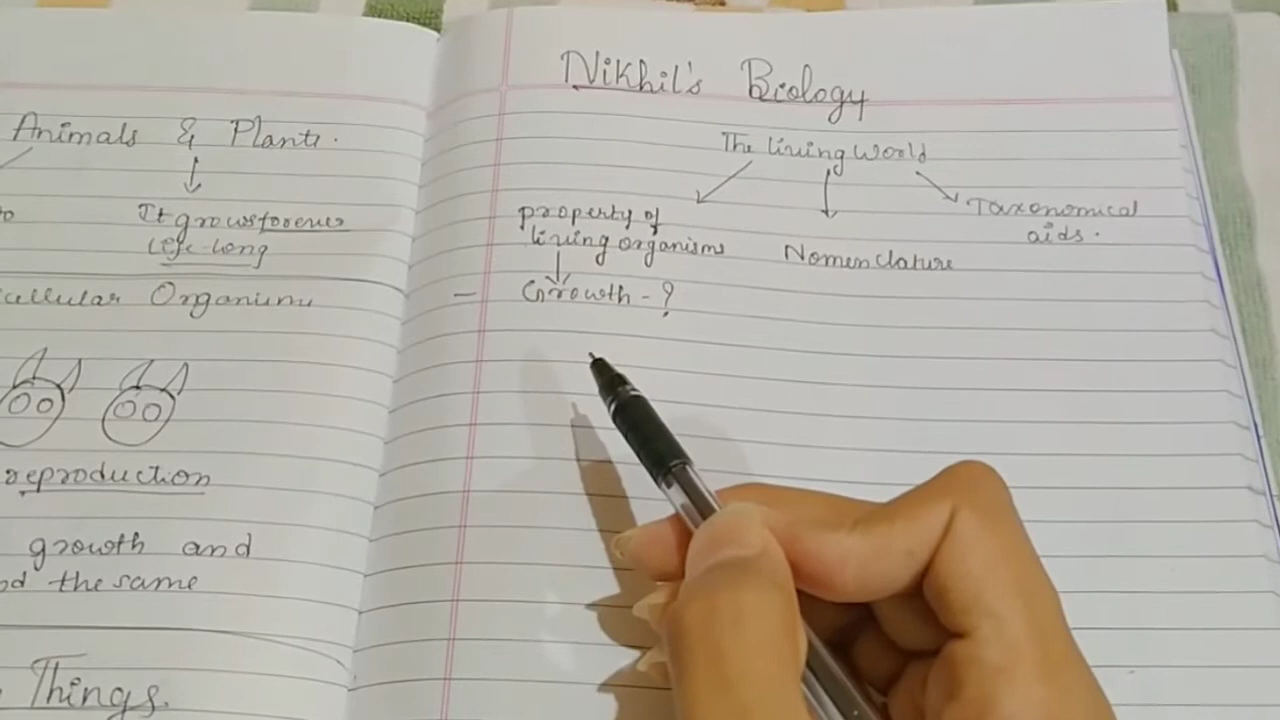 Animals & Plants.
It grows forever
Life-Long
cellular Organisms
reproduction
growth and
the same
Things.
Nikhil's Biology
The living World
property of
living organisms
Nomenclature
Taxonomical
aids.
- Growth - ?